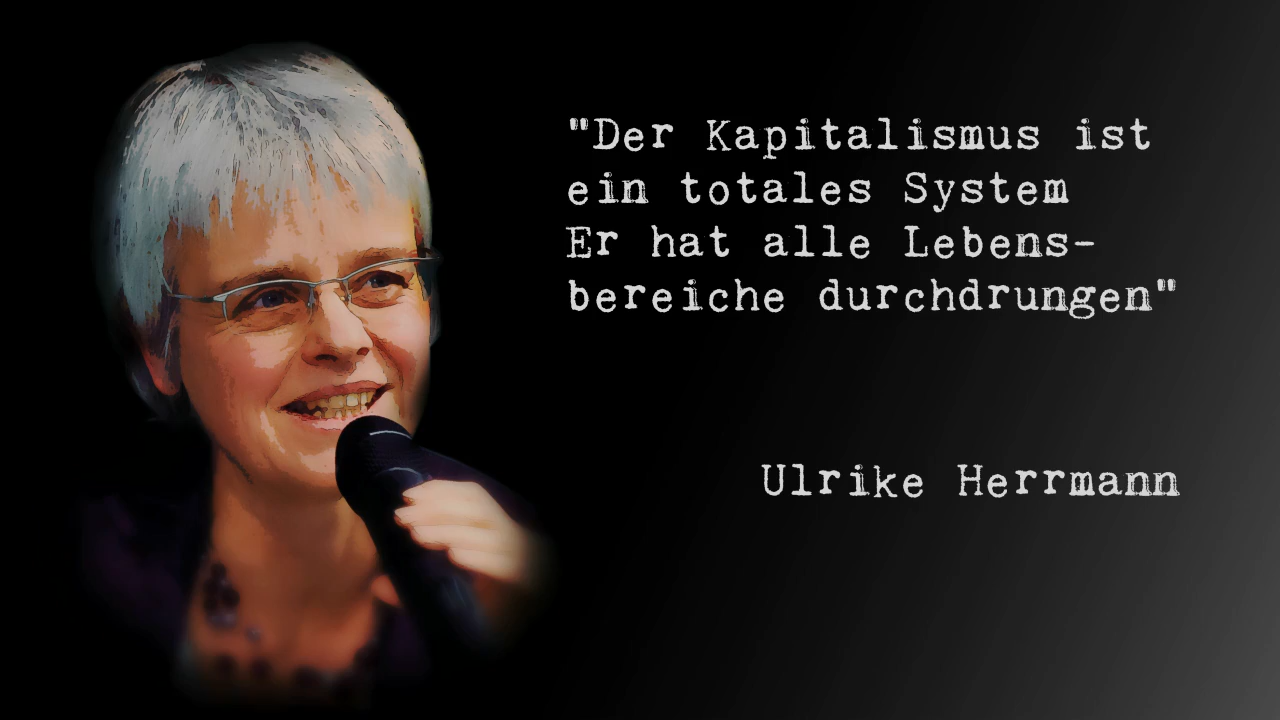 "Der Kapitalismus ist
ein totales System
Er hat alle Lebens-
bereiche durchdrungen"
Ulrike Herrmann